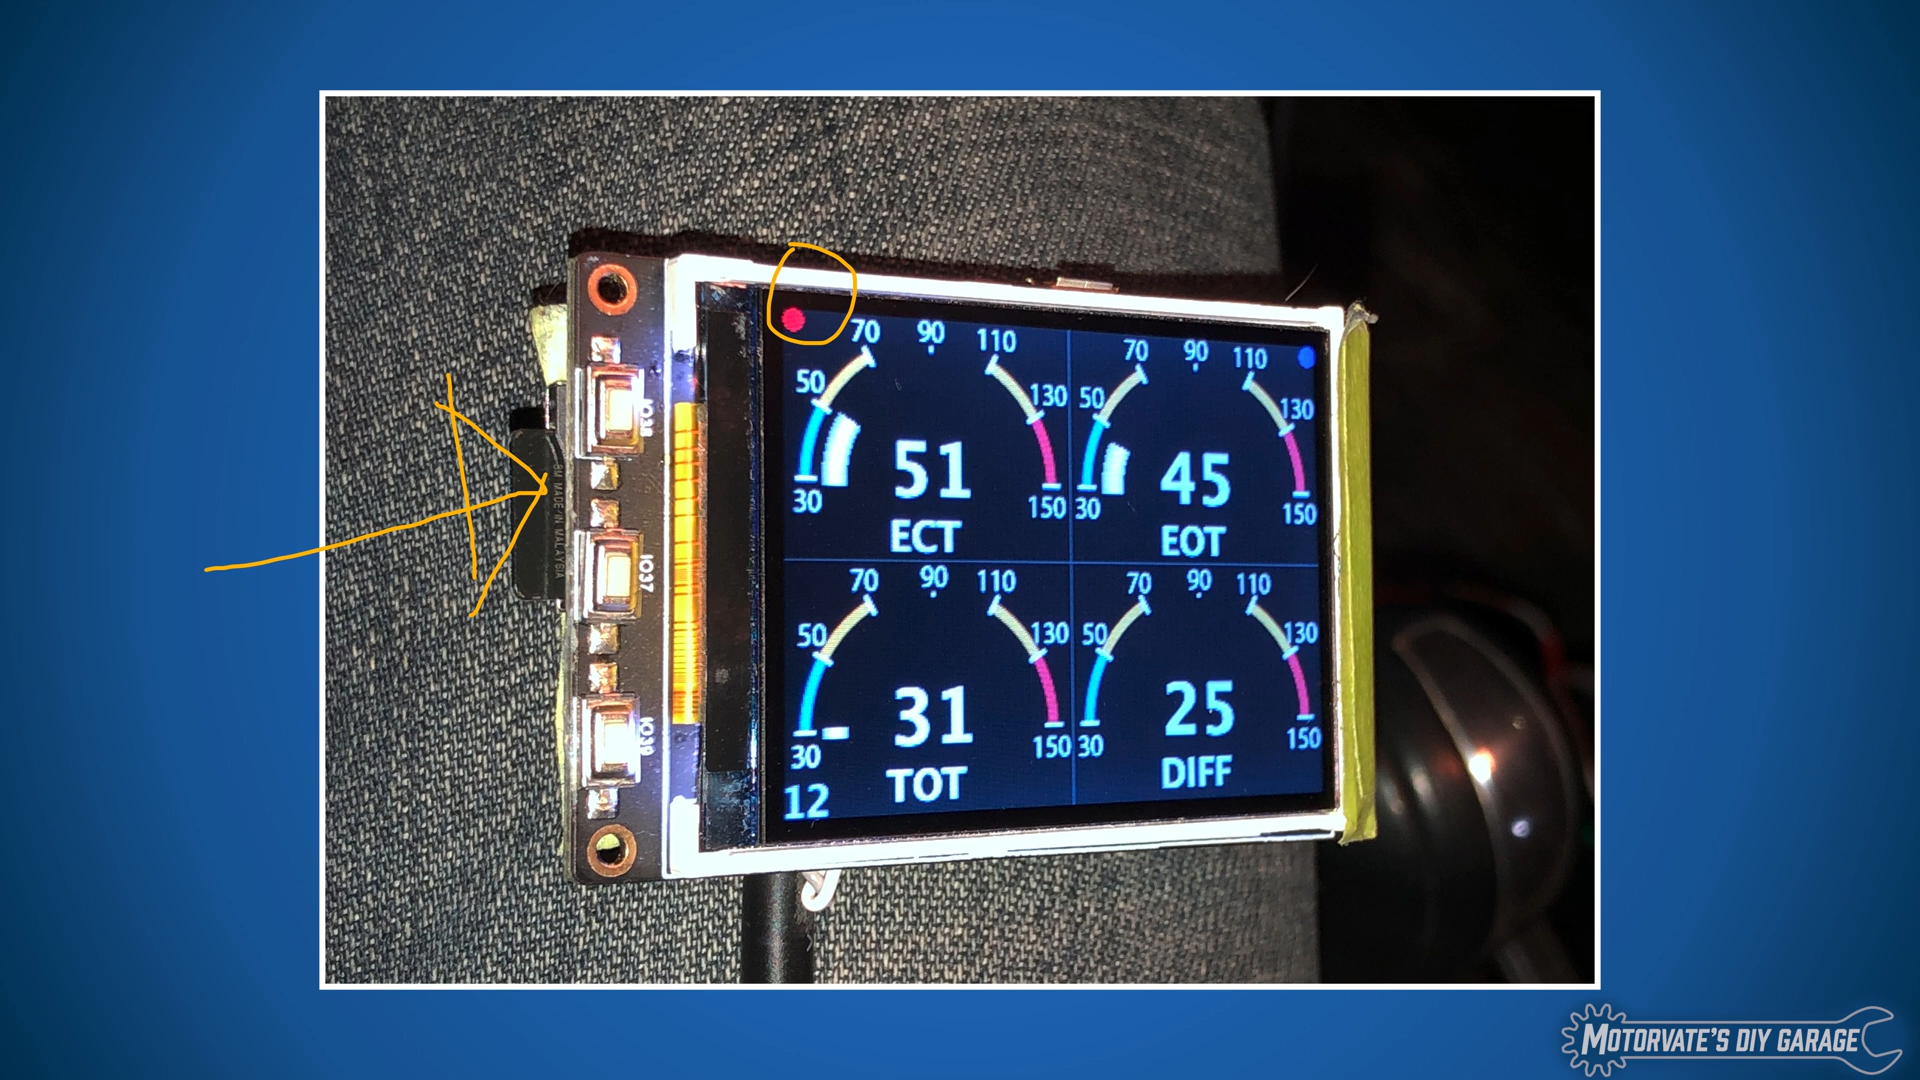 70 90 110
50 130
51
30 150
ECT
70 90 110
50 130
45
30 150
EOT
70 90 110
50 130
31
30 150
TOT
12
70 90 110
50 130
25
30 150
DIFF
IO38
IO37
IO39
MADE IN MALAYSIA
MOTORVATE'S DIY GARAGE